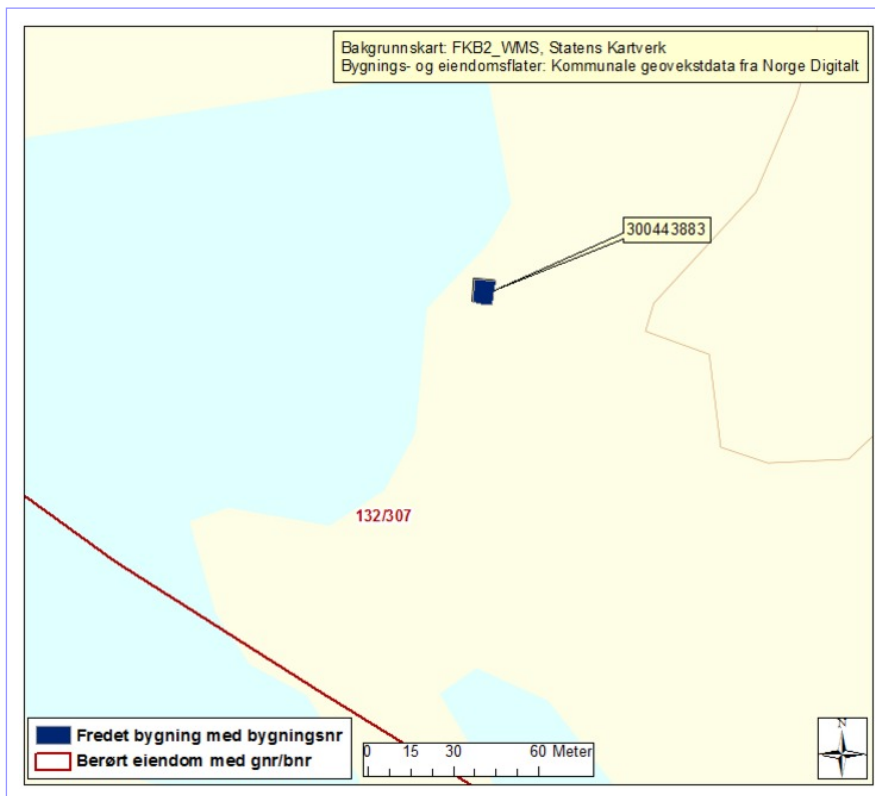 Bakgrunnskart: FKB2_WMS, Statens Kartverk
Bygnings- og eiendomsflater: Kommunale geovekstdata fra Norge Digitalt
300443883
132/307
Fredet bygning med bygningsnr
Berørt eiendom med gnr/bnr
0 15 30 60 Meter
N